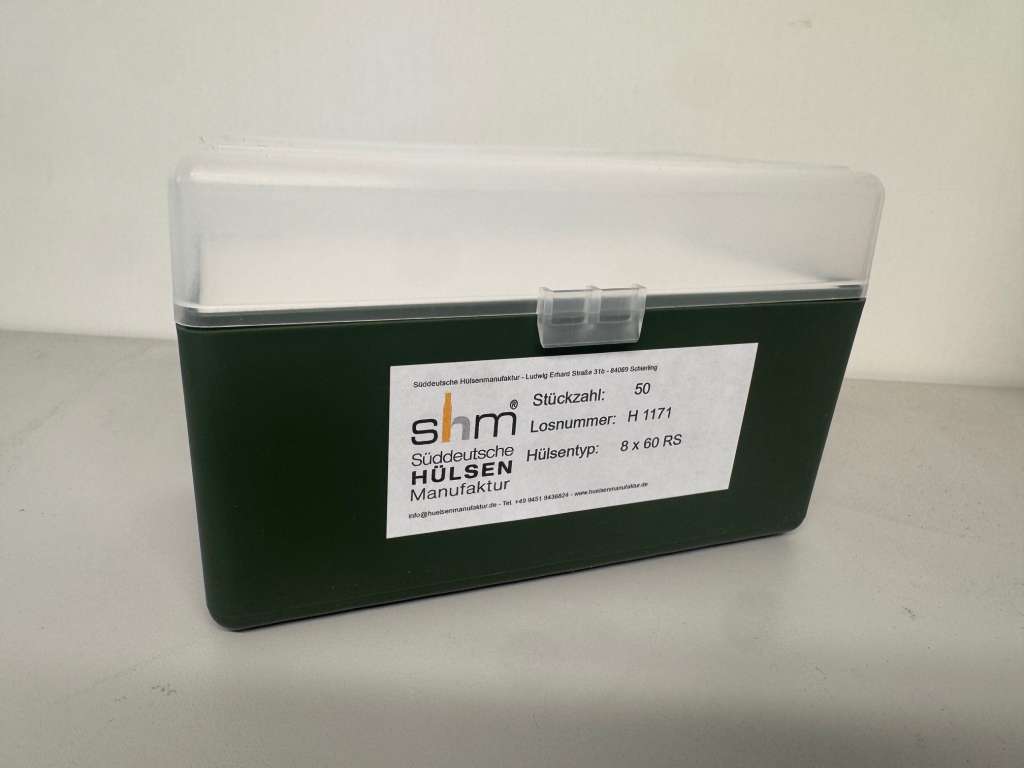 Süddeutsche Hülsenmanufaktur - Ludwig Erhard Straße 31b - 84069 Schierling
shm®
Süddeutsche
HÜLSEN
Manufaktur
Stückzahl: 50
Losnummer: H 1171
Hülsentyp: 8 x 60 RS
info@huelsenmanufaktur.de - Tel. +49 9451 9436824 - www.huelsenmanufaktur.de